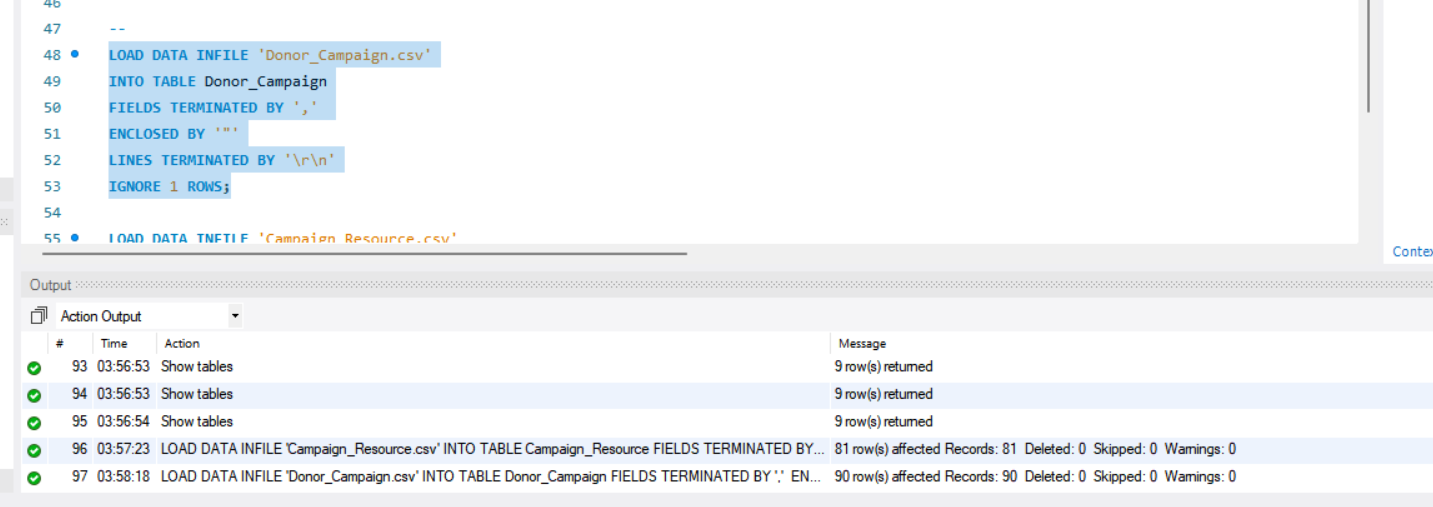 46
47 --
48 LOAD DATA INFILE 'Donor_Campaign.csv'
49 INTO TABLE Donor_Campaign
50 FIELDS TERMINATED BY ','
51 ENCLOSED BY '"'
52 LINES TERMINATED BY '\r\n'
53 IGNORE 1 ROWS;
54
55 LOAD DATA INFILE 'Campaign_Resource.csv'
Contex
Output
Action Output
# Time Action Message
93 03:56:53 Show tables 9 row(s) returned
94 03:56:53 Show tables 9 row(s) returned
95 03:56:54 Show tables 9 row(s) returned
96 03:57:23 LOAD DATA INFILE 'Campaign_Resource.csv' INTO TABLE Campaign_Resource FIELDS TERMINATED BY... 81 row(s) affected Records: 81 Deleted: 0 Skipped: 0 Warnings: 0
97 03:58:18 LOAD DATA INFILE 'Donor_Campaign.csv' INTO TABLE Donor_Campaign FIELDS TERMINATED BY ',' EN... 90 row(s) affected Records: 90 Deleted: 0 Skipped: 0 Warnings: 0